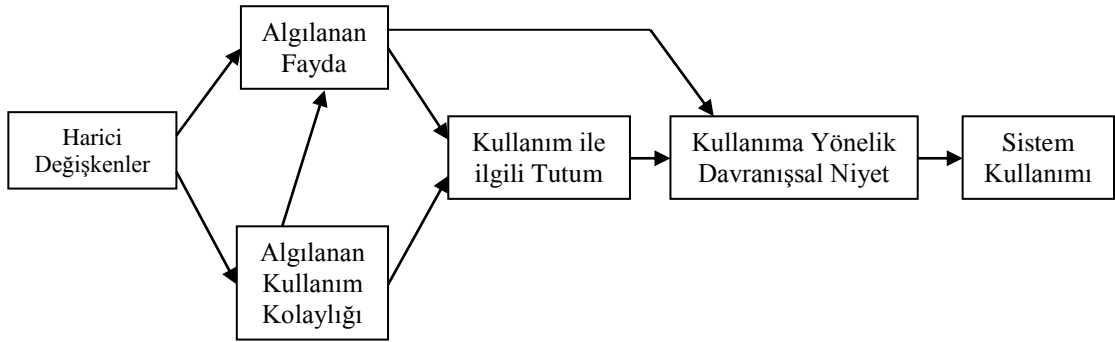 Algılanan
Fayda
Harici
Değişkenler
Kullanım ile
ilgili Tutum
Kullanıma Yönelik
Davranışsal Niyet
Sistem
Kullanımı
Algılanan
Kullanım
Kolaylığı